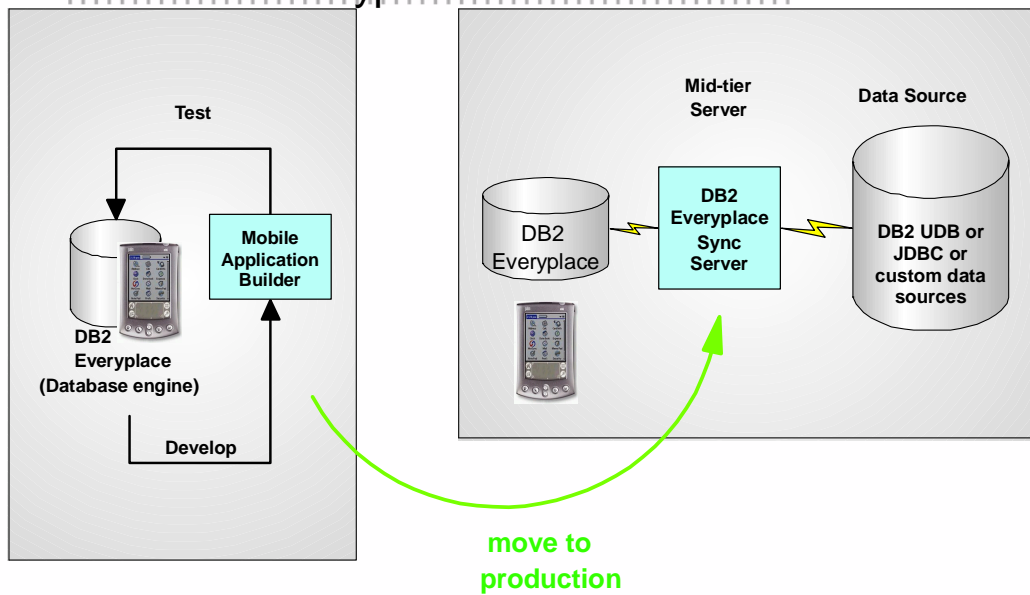 Test
Mobile
Application
Builder
DB2
Everyplace
(Database engine)
Develop
Mid-tier
Server
Data Source
DB2
Everyplace
DB2
Everyplace
Sync
Server
DB2 UDB or
JDBC or
custom data
sources
move to
production